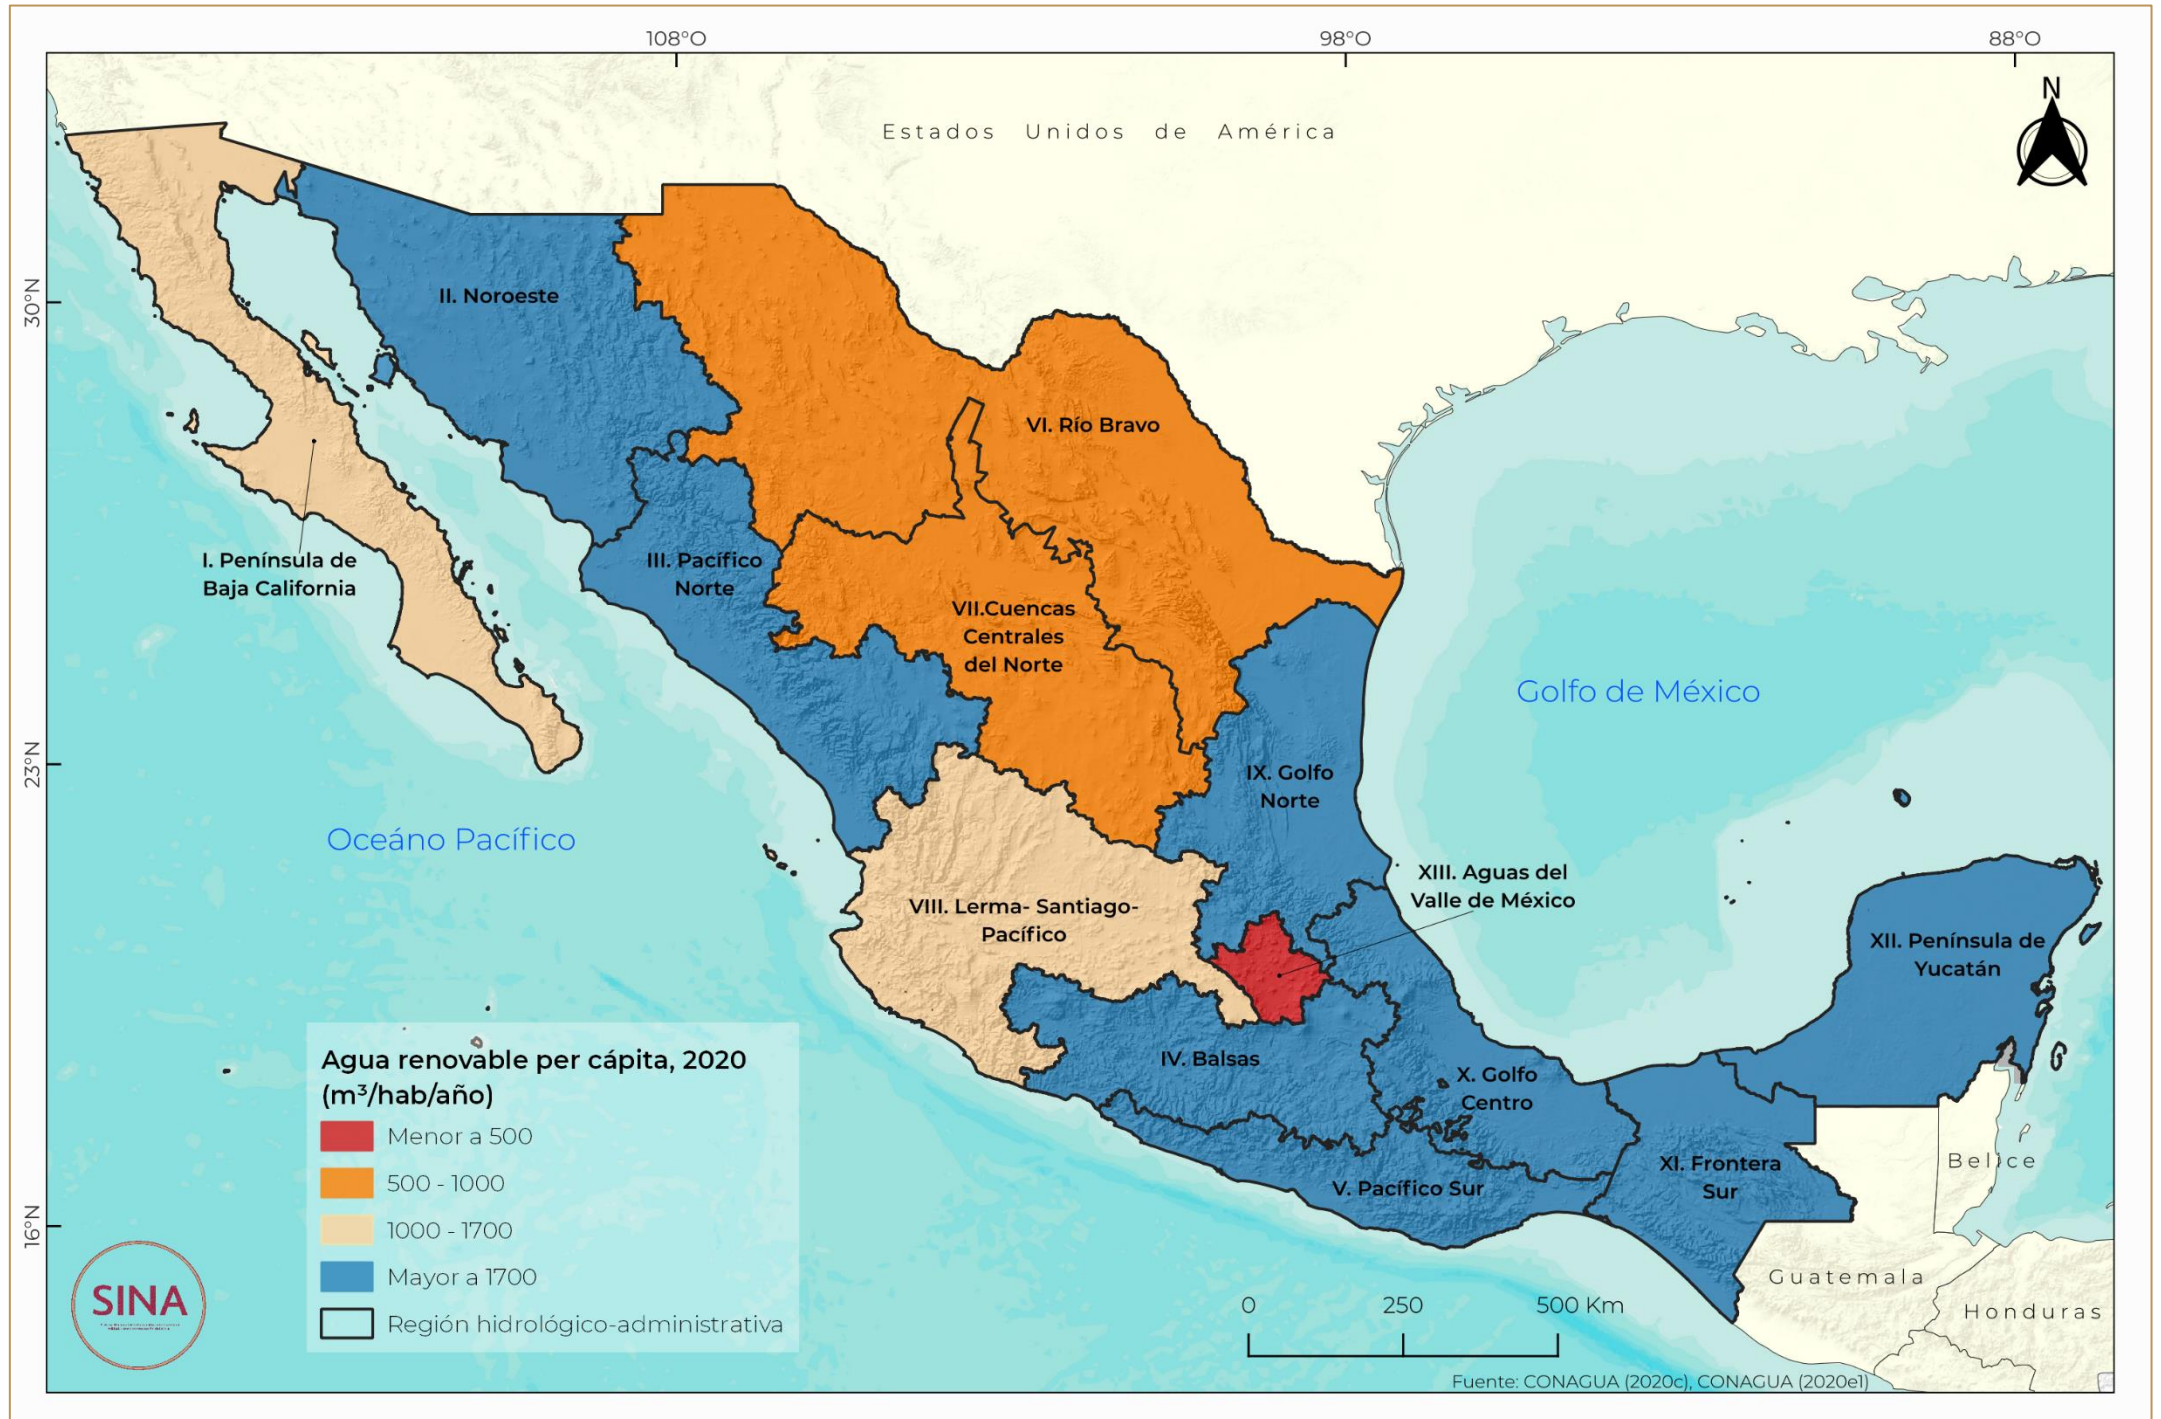 108°O
98°O
88°O
N
Estados Unidos de América
30°N
23°N
16°N
II. Noroeste
VI. Río Bravo
I. Península de
Baja California
III. Pacífico
Norte
VII.Cuencas
Centrales
del Norte
Golfo de México
IX. Golfo
Norte
Oceáno Pacífico
XIII. Aguas del
Valle de México
VIII. Lerma- Santiago-
Pacífico
XII. Península de
Yucatán
IV. Balsas
X. Golfo
Centro
V. Pacífico Sur
XI. Frontera
Sur
Belice
Guatemala
Honduras
Agua renovable per cápita, 2020
(m³/hab/año)
Menor a 500
500 - 1000
1000 - 1700
Mayor a 1700
Región hidrológico-administrativa
SINA
0 250 500 Km
Fuente: CONAGUA (2020c), CONAGUA (2020e1)